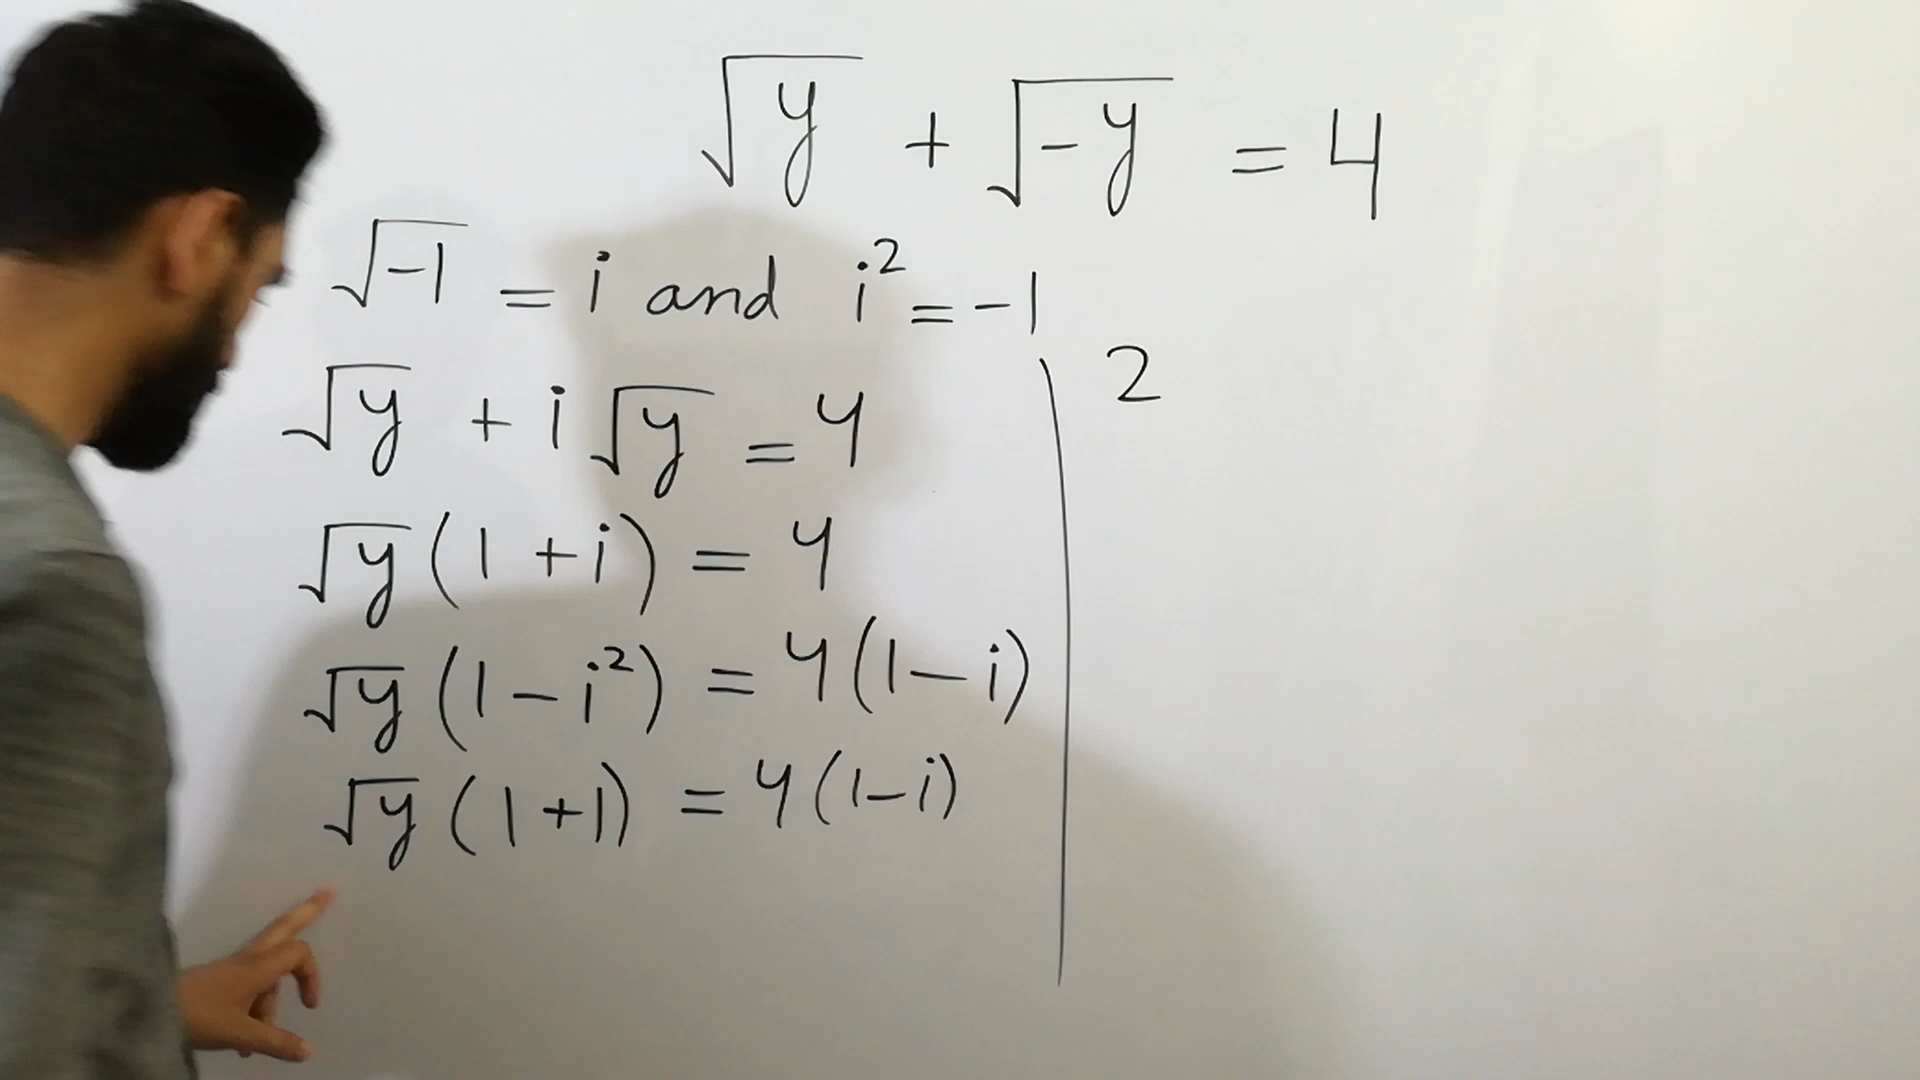 √y + √-y = 4
√-1 = i and i² = -1
√y + i √y = 4
√y (1 + i) = 4
√y (1 - i²) = 4 (1 - i)
√y (1 + 1) = 4 (1 - i)
2